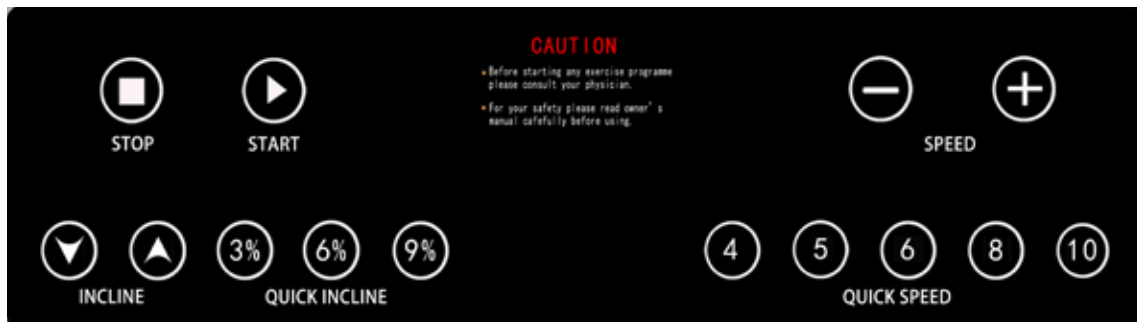 CAUTION
Before starting any exercise programme
please consult your physician.
For your safety please read owner's
manual cafefully before using.
STOP
START
SPEED
3%
6%
9%
4
5
6
8
10
INCLINE
QUICK INCLINE
QUICK SPEED